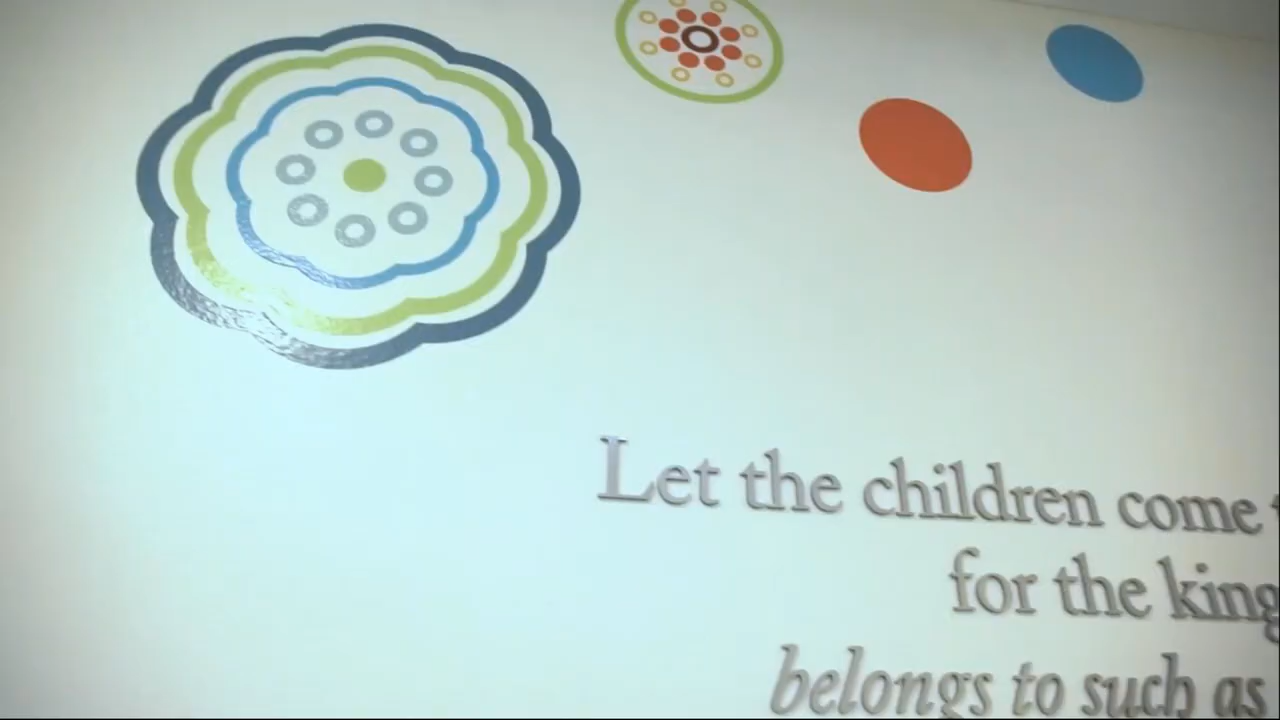 Let the children come
for the king
belongs to such as